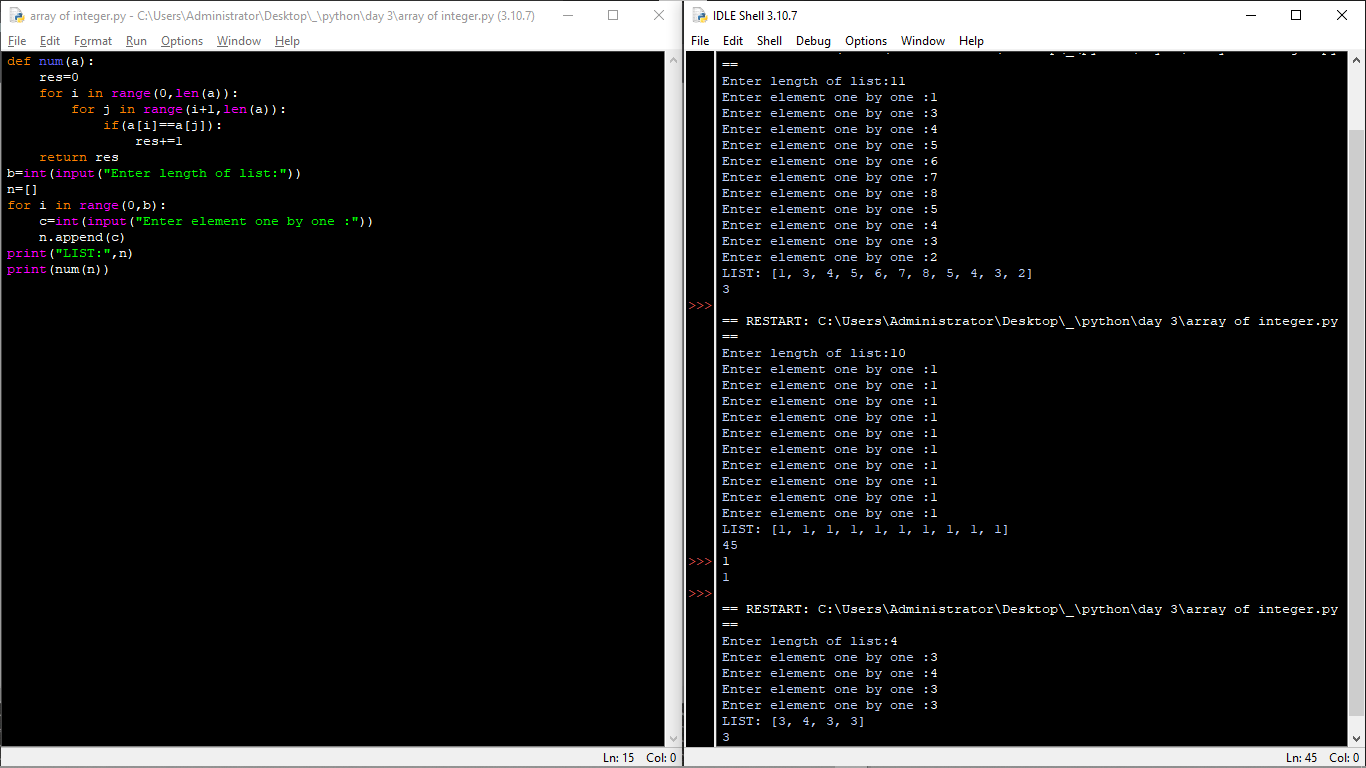 array of integer.py - C:\Users\Administrator\Desktop\_\python\day 3\array of integer.py (3.10.7)
File Edit Format Run Options Window Help
def num(a):
    res=0
    for i in range(0,len(a)):
        for j in range(i+1,len(a)):
            if(a[i]==a[j]):
                res+=1
    return res
b=int(input("Enter length of list:"))
n=[]
for i in range(0,b):
    c=int(input("Enter element one by one :"))
    n.append(c)
print("LIST:",n)
print(num(n))
Ln: 15 Col: 0
IDLE Shell 3.10.7
File Edit Shell Debug Options Window Help
==
Enter length of list:11
Enter element one by one :1
Enter element one by one :3
Enter element one by one :4
Enter element one by one :5
Enter element one by one :6
Enter element one by one :7
Enter element one by one :8
Enter element one by one :5
Enter element one by one :4
Enter element one by one :3
Enter element one by one :2
LIST: [1, 3, 4, 5, 6, 7, 8, 5, 4, 3, 2]
3
>>>
== RESTART: C:\Users\Administrator\Desktop\_\python\day 3\array of integer.py
==
Enter length of list:10
Enter element one by one :1
Enter element one by one :1
Enter element one by one :1
Enter element one by one :1
Enter element one by one :1
Enter element one by one :1
Enter element one by one :1
Enter element one by one :1
Enter element one by one :1
Enter element one by one :1
LIST: [1, 1, 1, 1, 1, 1, 1, 1, 1, 1]
45
>>> 1
1
>>>
== RESTART: C:\Users\Administrator\Desktop\_\python\day 3\array of integer.py
==
Enter length of list:4
Enter element one by one :3
Enter element one by one :4
Enter element one by one :3
Enter element one by one :3
LIST: [3, 4, 3, 3]
3
Ln: 45 Col: 0